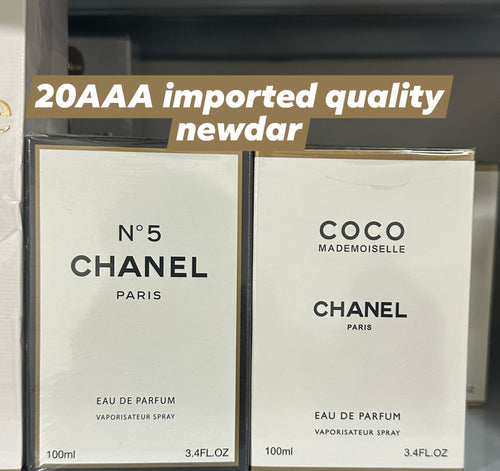 20AAA imported quality
newdar
N°5
CHANEL
PARIS
EAU DE PARFUM
VAPORISATEUR SPRAY
100ml 3.4FL.OZ
COCO
MADEMOISELLE
CHANEL
PARIS
EAU DE PARFUM
VAPORISATEUR SPRAY
100ml 3.4FL.OZ